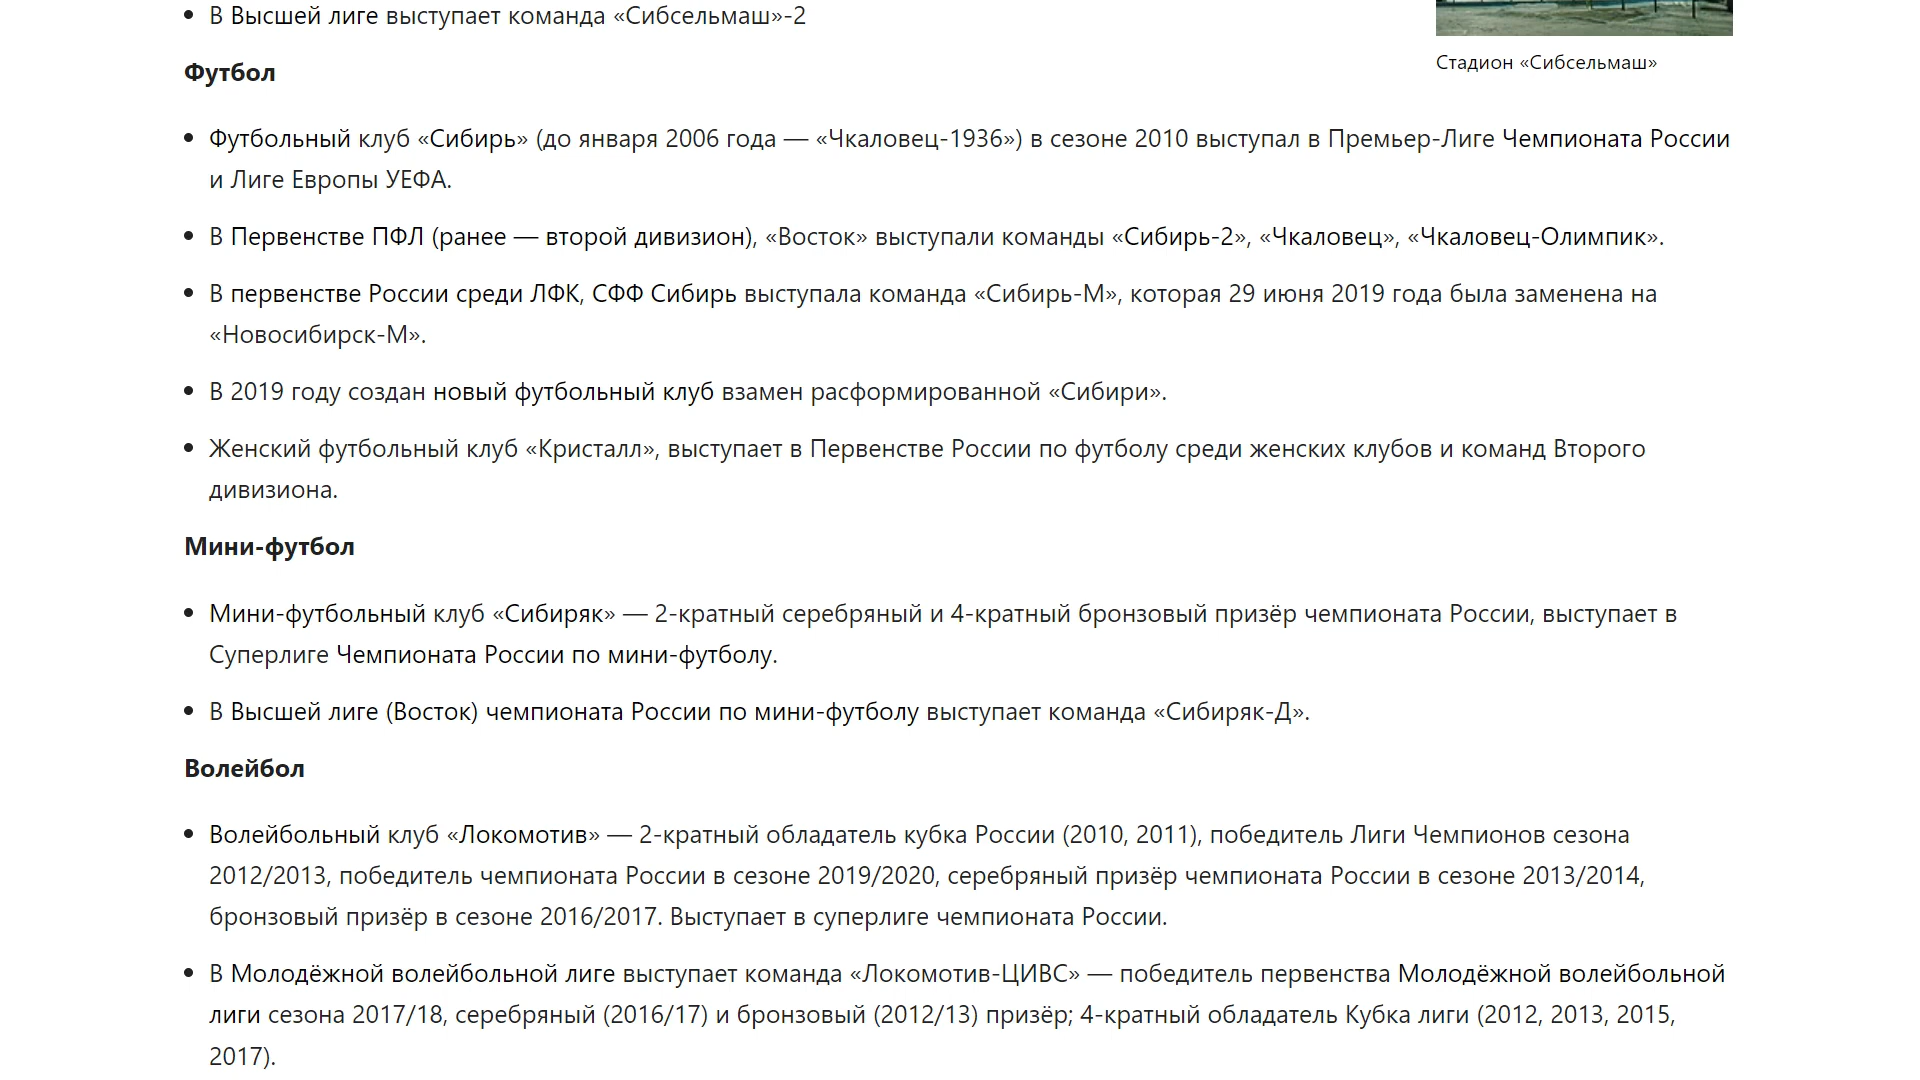 В Высшей лиге выступает команда «Сибсельмаш»-2
Стадион «Сибсельмаш»
Футбол
Футбольный клуб «Сибирь» (до января 2006 года — «Чкаловец-1936») в сезоне 2010 выступал в Премьер-Лиге Чемпионата России
и Лиге Европы УЕФА.
В Первенстве ПФЛ (ранее — второй дивизион), «Восток» выступали команды «Сибирь-2», «Чкаловец», «Чкаловец-Олимпик».
В первенстве России среди ЛФК, СФФ Сибирь выступала команда «Сибирь-М», которая 29 июня 2019 года была заменена на
«Новосибирск-М».
В 2019 году создан новый футбольный клуб взамен расформированной «Сибири».
Женский футбольный клуб «Кристалл», выступает в Первенстве России по футболу среди женских клубов и команд Второго
дивизиона.
Мини-футбол
Мини-футбольный клуб «Сибиряк» — 2-кратный серебряный и 4-кратный бронзовый призёр чемпионата России, выступает в
Суперлиге Чемпионата России по мини-футболу.
В Высшей лиге (Восток) чемпионата России по мини-футболу выступает команда «Сибиряк-Д».
Волейбол
Волейбольный клуб «Локомотив» — 2-кратный обладатель кубка России (2010, 2011), победитель Лиги Чемпионов сезона
2012/2013, победитель чемпионата России в сезоне 2019/2020, серебряный призёр чемпионата России в сезоне 2013/2014,
бронзовый призёр в сезоне 2016/2017. Выступает в суперлиге чемпионата России.
В Молодёжной волейбольной лиге выступает команда «Локомотив-ЦИВС» — победитель первенства Молодёжной волейбольной
лиги сезона 2017/18, серебряный (2016/17) и бронзовый (2012/13) призёр; 4-кратный обладатель Кубка лиги (2012, 2013, 2015,
2017).